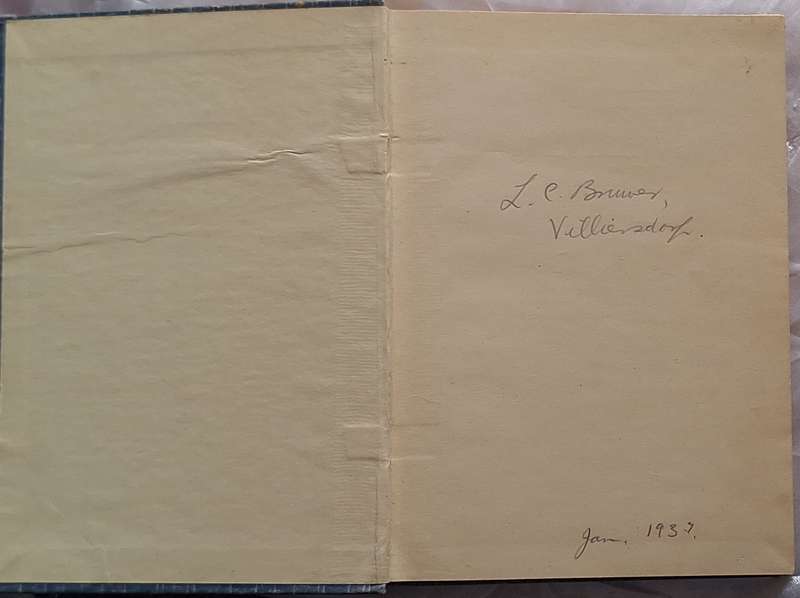 L. C. Bruwer,
Villiersdorp.
Jan. 1937.